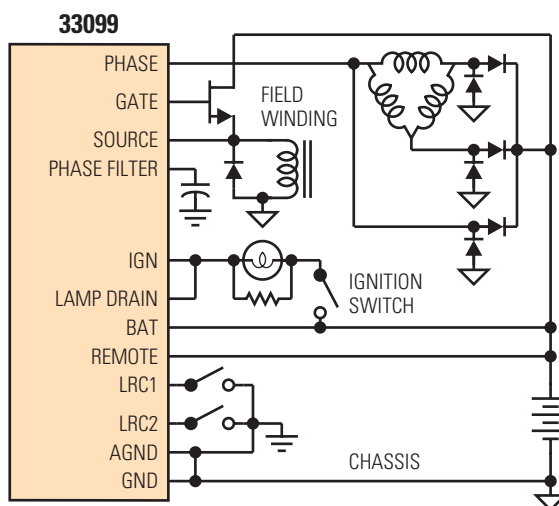 33099
PHASE
GATE
SOURCE
PHASE FILTER
IGN
LAMP DRAIN
BAT
REMOTE
LRC1
LRC2
AGND
GND
FIELD
WINDING
IGNITION
SWITCH
CHASSIS